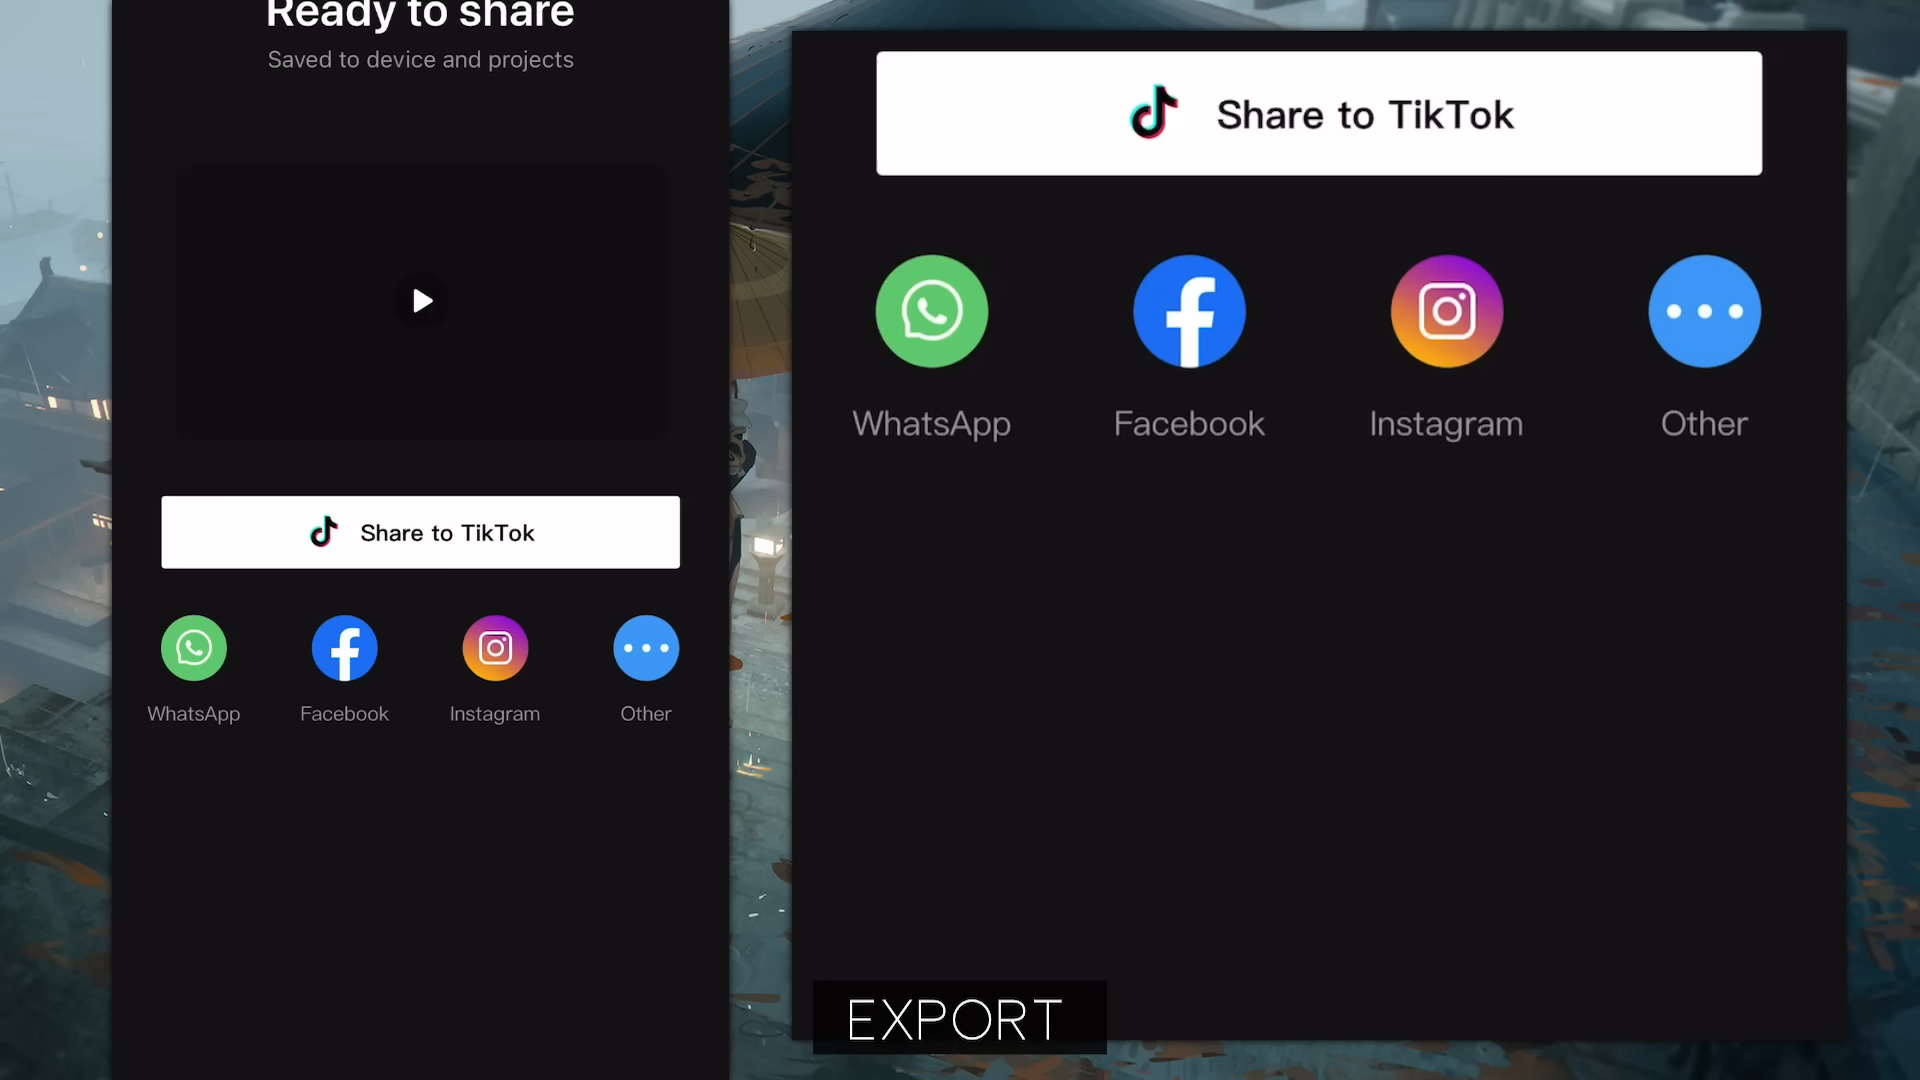 Ready to share
Saved to device and projects
Share to TikTok
WhatsApp Facebook Instagram Other
Share to TikTok
WhatsApp Facebook Instagram Other
EXPORT